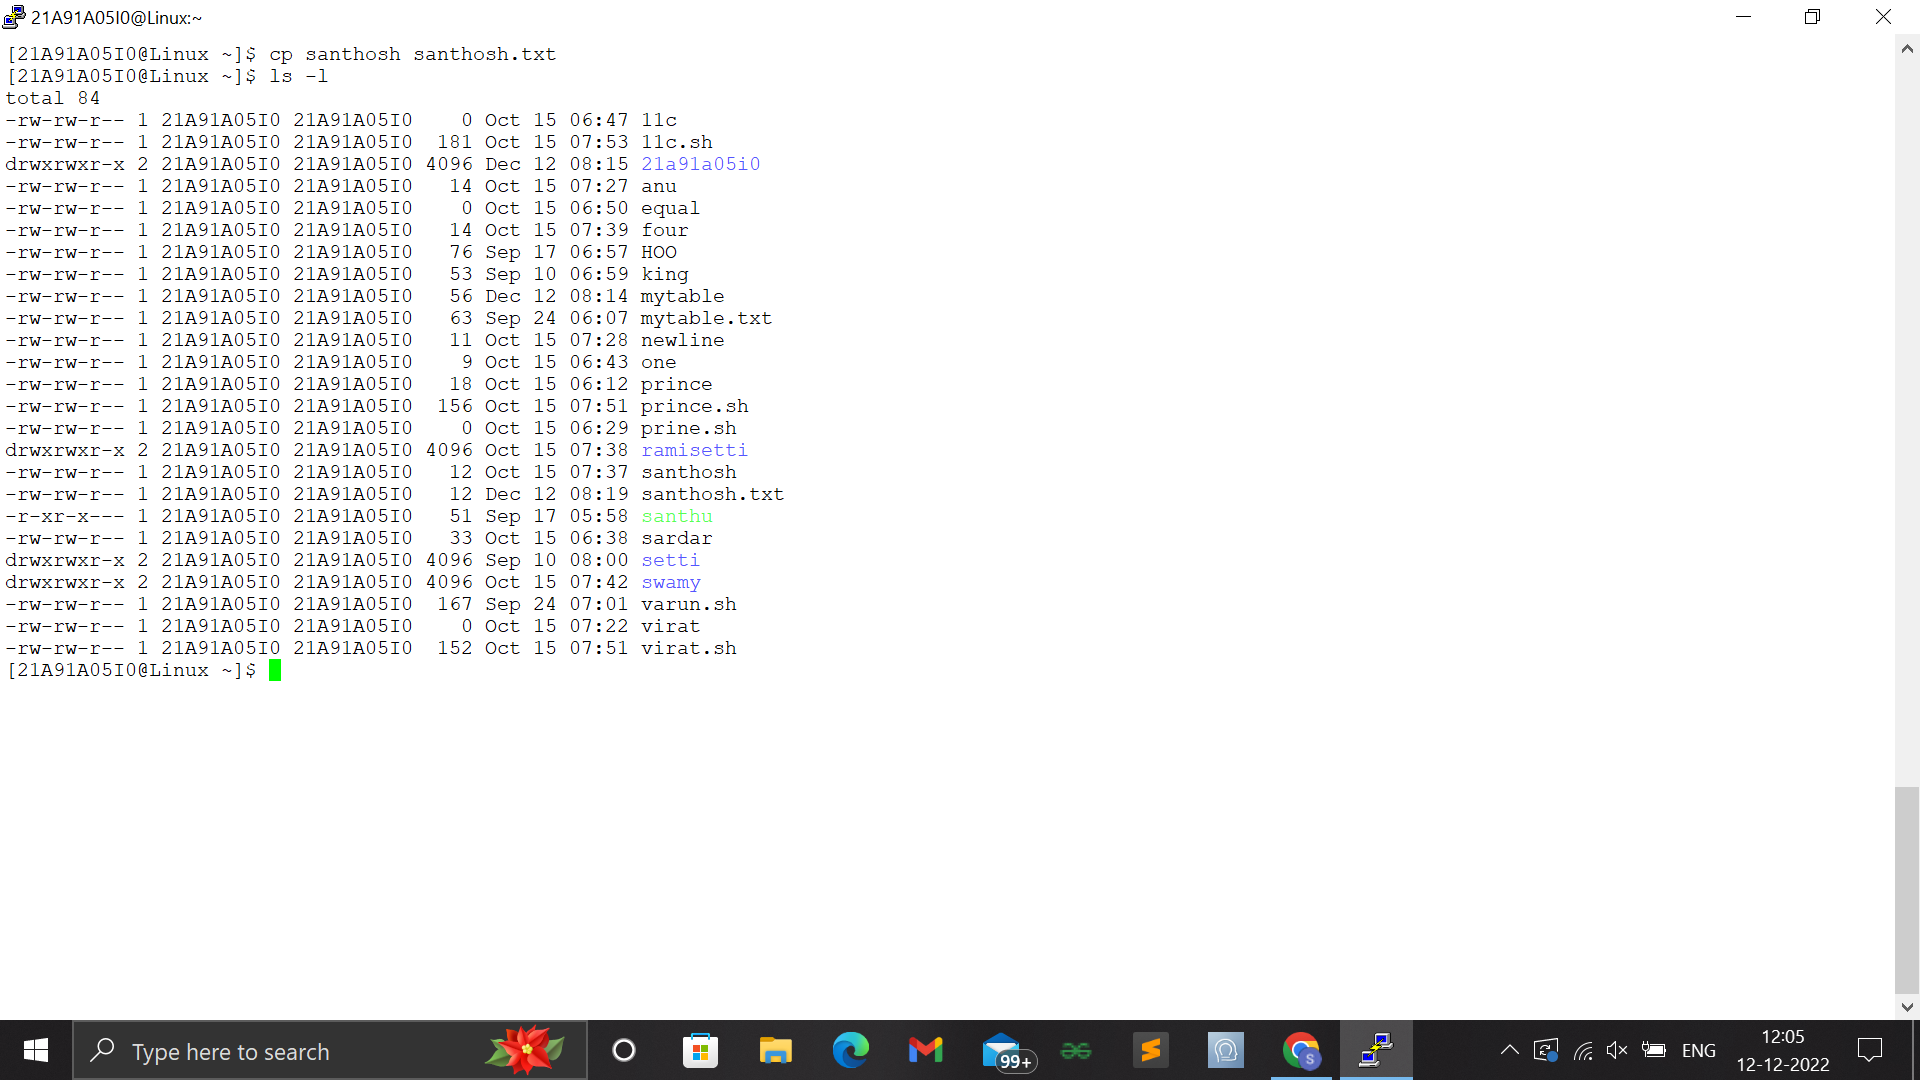 21A91A05I0@Linux:~
[21A91A05I0@Linux ~]$ cp santhosh santhosh.txt
[21A91A05I0@Linux ~]$ ls -l
total 84
-rw-rw-r-- 1 21A91A05I0 21A91A05I0    0 Oct 15 06:47 11c
-rw-rw-r-- 1 21A91A05I0 21A91A05I0  181 Oct 15 07:53 11c.sh
drwxrwxr-x 2 21A91A05I0 21A91A05I0 4096 Dec 12 08:15 21a91a05i0
-rw-rw-r-- 1 21A91A05I0 21A91A05I0   14 Oct 15 07:27 anu
-rw-rw-r-- 1 21A91A05I0 21A91A05I0    0 Oct 15 06:50 equal
-rw-rw-r-- 1 21A91A05I0 21A91A05I0   14 Oct 15 07:39 four
-rw-rw-r-- 1 21A91A05I0 21A91A05I0   76 Sep 17 06:57 HOO
-rw-rw-r-- 1 21A91A05I0 21A91A05I0   53 Sep 10 06:59 king
-rw-rw-r-- 1 21A91A05I0 21A91A05I0   56 Dec 12 08:14 mytable
-rw-rw-r-- 1 21A91A05I0 21A91A05I0   63 Sep 24 06:07 mytable.txt
-rw-rw-r-- 1 21A91A05I0 21A91A05I0   11 Oct 15 07:28 newline
-rw-rw-r-- 1 21A91A05I0 21A91A05I0    9 Oct 15 06:43 one
-rw-rw-r-- 1 21A91A05I0 21A91A05I0   18 Oct 15 06:12 prince
-rw-rw-r-- 1 21A91A05I0 21A91A05I0  156 Oct 15 07:51 prince.sh
-rw-rw-r-- 1 21A91A05I0 21A91A05I0    0 Oct 15 06:29 prine.sh
drwxrwxr-x 2 21A91A05I0 21A91A05I0 4096 Oct 15 07:38 ramisetti
-rw-rw-r-- 1 21A91A05I0 21A91A05I0   12 Oct 15 07:37 santhosh
-rw-rw-r-- 1 21A91A05I0 21A91A05I0   12 Dec 12 08:19 santhosh.txt
-r-xr-x--- 1 21A91A05I0 21A91A05I0   51 Sep 17 05:58 santhu
-rw-rw-r-- 1 21A91A05I0 21A91A05I0   33 Oct 15 06:38 sardar
drwxrwxr-x 2 21A91A05I0 21A91A05I0 4096 Sep 10 08:00 setti
drwxrwxr-x 2 21A91A05I0 21A91A05I0 4096 Oct 15 07:42 swamy
-rw-rw-r-- 1 21A91A05I0 21A91A05I0  167 Sep 24 07:01 varun.sh
-rw-rw-r-- 1 21A91A05I0 21A91A05I0    0 Oct 15 07:22 virat
-rw-rw-r-- 1 21A91A05I0 21A91A05I0  152 Oct 15 07:51 virat.sh
[21A91A05I0@Linux ~]$
Type here to search
99+
S
ENG
12:05
12-12-2022